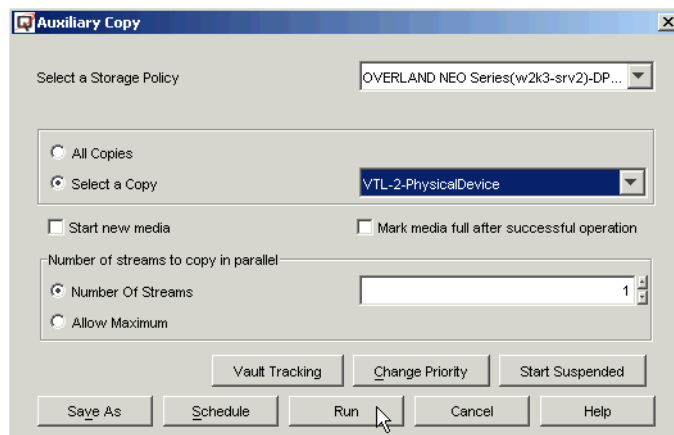 Auxiliary Copy
Select a Storage Policy
OVERLAND NEO Series(w2k3-srv2)-DP...
All Copies
Select a Copy
VTL-2-PhysicalDevice
Start new media
Mark media full after successful operation
Number of streams to copy in parallel
Number Of Streams
1
Allow Maximum
Vault Tracking
Change Priority
Start Suspended
Save As
Schedule
Run
Cancel
Help